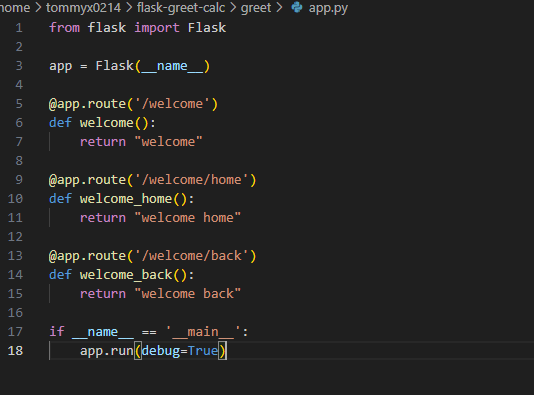 home > tommyx0214 > flask-greet-calc > greet > app.py
1 from flask import Flask
2
3 app = Flask(__name__)
4
5 @app.route('/welcome')
6 def welcome():
7     return "welcome"
8
9 @app.route('/welcome/home')
10 def welcome_home():
11     return "welcome home"
12
13 @app.route('/welcome/back')
14 def welcome_back():
15     return "welcome back"
16
17 if __name__ == '__main__':
18     app.run(debug=True)